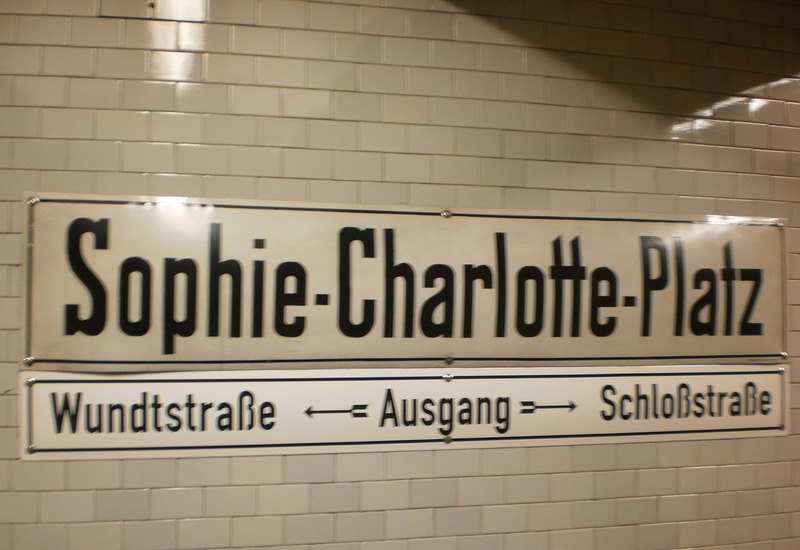 Sophie-Charlotte-Platz
Wundtstraße ← Ausgang → Schloßstraße